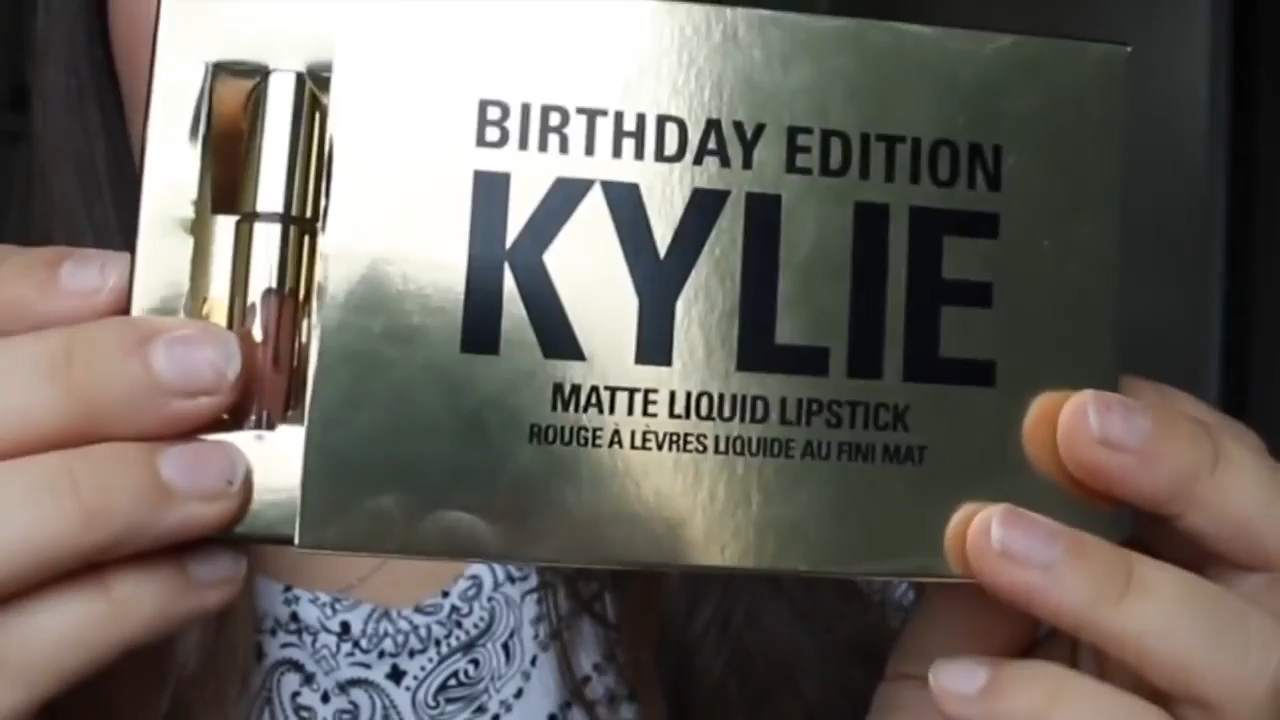 BIRTHDAY EDITION
KYLIE
MATTE LIQUID LIPSTICK
ROUGE À LÈVRES LIQUIDE AU FINI MAT